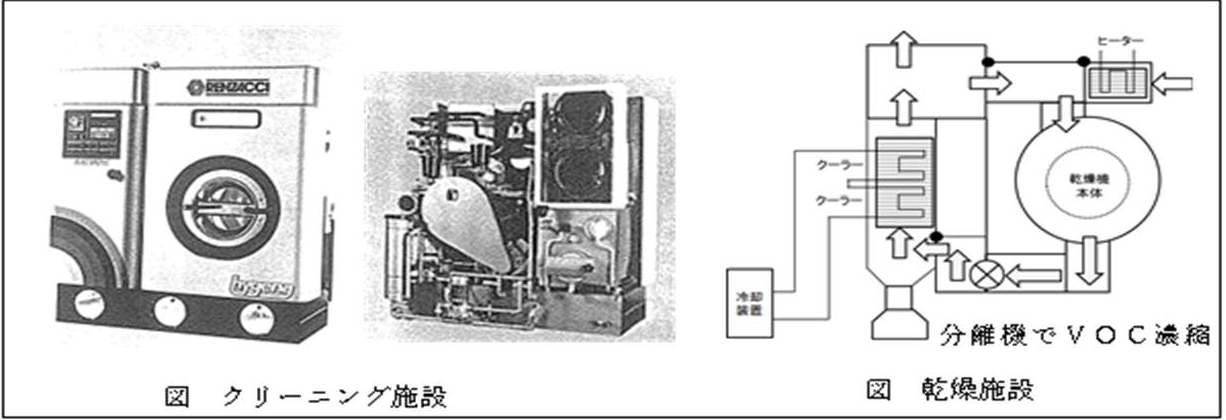 RENZACCI
図　クリーニング施設
ヒーター
クーラー
クーラー
乾燥機
本体
冷却
装置
分離機でＶＯＣ濃縮
図　乾燥施設